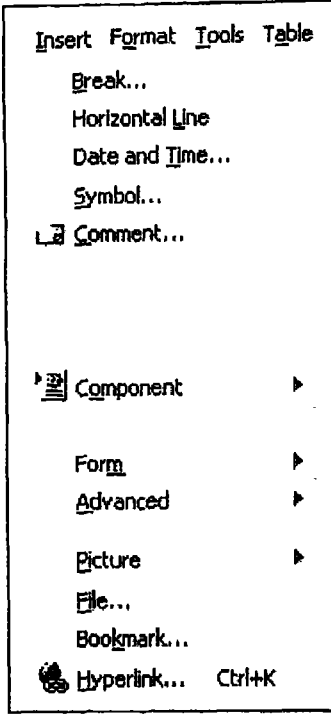 Insert Format Tools Table
Break...
Horizontal Line
Date and Time...
Symbol...
Comment...
Component
Form
Advanced
Picture
File...
Bookmark...
Hyperlink... Ctrl+K